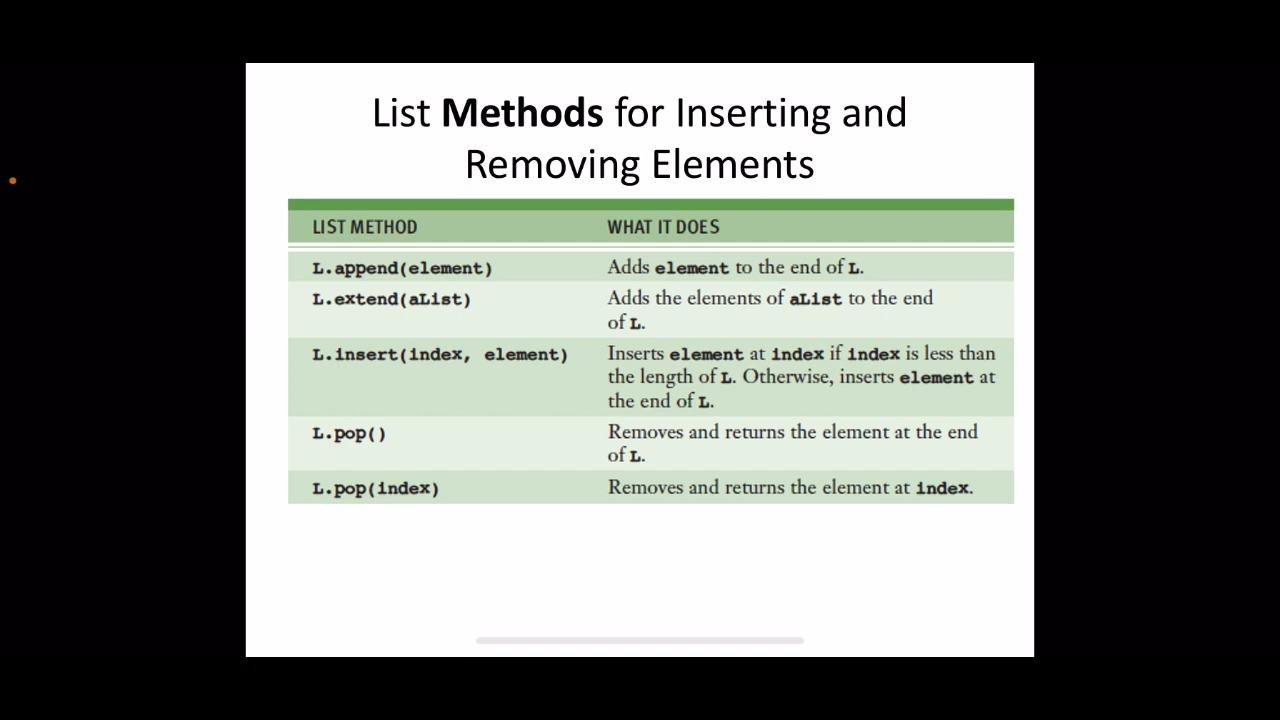 List Methods for Inserting and
Removing Elements
LIST METHOD WHAT IT DOES
L.append(element) Adds element to the end of L.
L.extend(aList) Adds the elements of aList to the end
of L.
L.insert(index, element) Inserts element at index if index is less than
the length of L. Otherwise, inserts element at
the end of L.
L.pop() Removes and returns the element at the end
of L.
L.pop(index) Removes and returns the element at index.